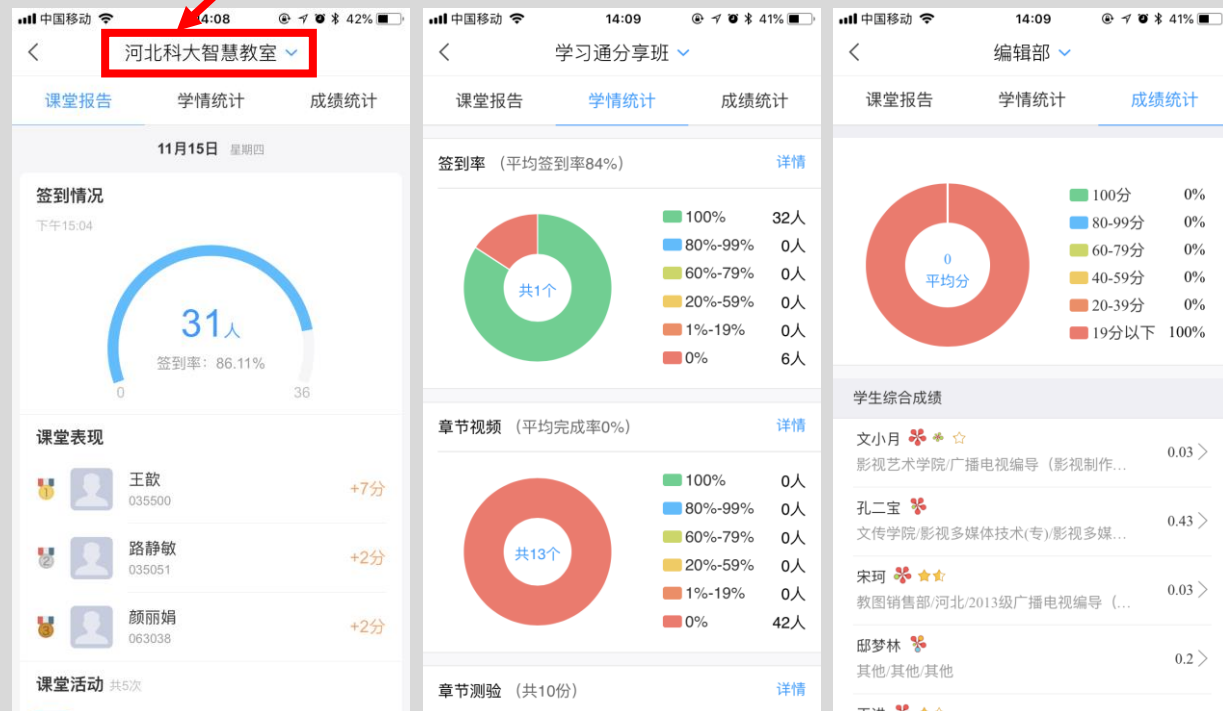 中国移动 4:08 42%
河北科大智慧教室
课堂报告 学情统计 成绩统计
11月15日 星期四
签到情况
下午15:04
31人
签到率：86.11%
0 36
课堂表现
1 王歆
035500
+7分
2 路静敏
035051
+2分
3 颜丽娟
063038
+2分
课堂活动 共5次
中国移动 14:09 41%
学习通分享班
课堂报告 学情统计 成绩统计
签到率 （平均签到率84%） 详情
共1个
100% 32人
80%-99% 0人
60%-79% 0人
20%-59% 0人
1%-19% 0人
0% 6人
章节视频 （平均完成率0%） 详情
共13个
100% 0人
80%-99% 0人
60%-79% 0人
20%-59% 0人
1%-19% 0人
0% 42人
章节测验 （共10份） 详情
中国移动 14:09 41%
编辑部
课堂报告 学情统计 成绩统计
0
平均分
100分 0%
80-99分 0%
60-79分 0%
40-59分 0%
20-39分 0%
19分以下 100%
学生综合成绩
文小月
影视艺术学院/广播电视编导（影视制作...
0.03
孔二宝
文传学院/影视多媒体技术(专)/影视多媒...
0.43
宋珂
教图销售部/河北/2013级广播电视编导（...
0.03
邸梦林
其他/其他/其他
0.2